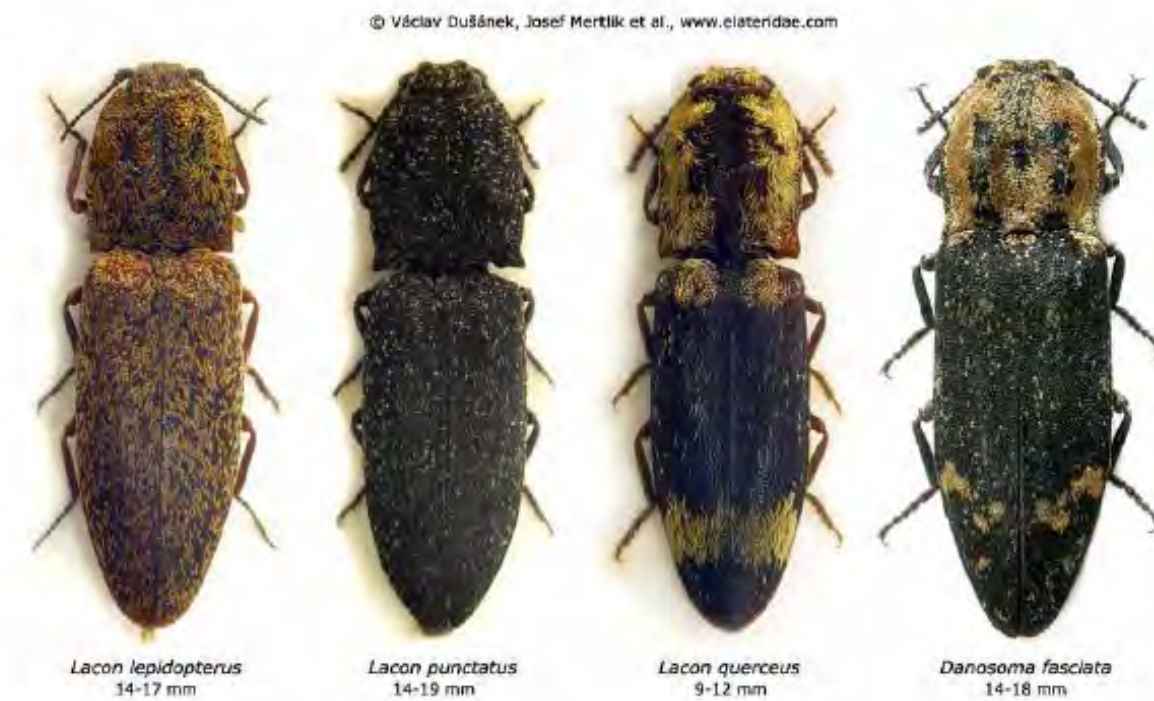 © Václav Dušánek, Josef Mertlik et al., www.elateridae.com
Lacon lepidopterus
14-17 mm
Lacon punctatus
14-19 mm
Lacon querceus
9-12 mm
Danosoma fasciata
14-18 mm